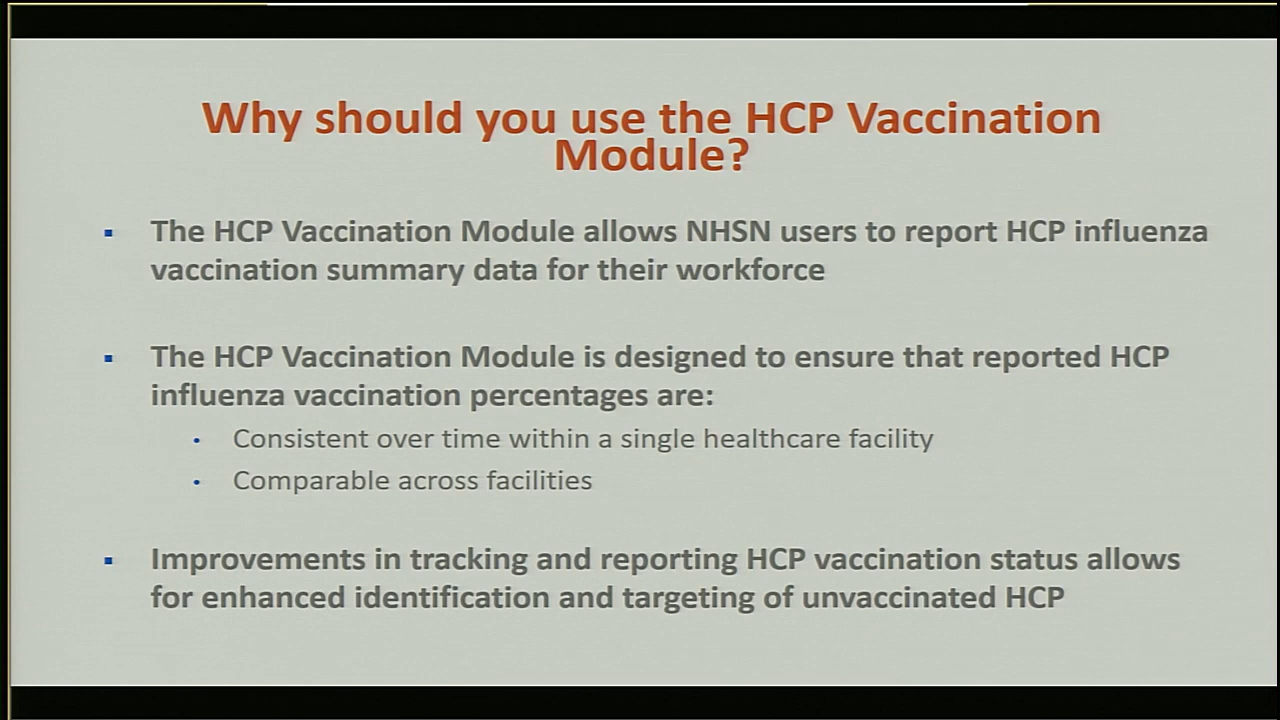 Why should you use the HCP Vaccination
Module?
▪ The HCP Vaccination Module allows NHSN users to report HCP influenza
vaccination summary data for their workforce
▪ The HCP Vaccination Module is designed to ensure that reported HCP
influenza vaccination percentages are:
• Consistent over time within a single healthcare facility
• Comparable across facilities
▪ Improvements in tracking and reporting HCP vaccination status allows
for enhanced identification and targeting of unvaccinated HCP